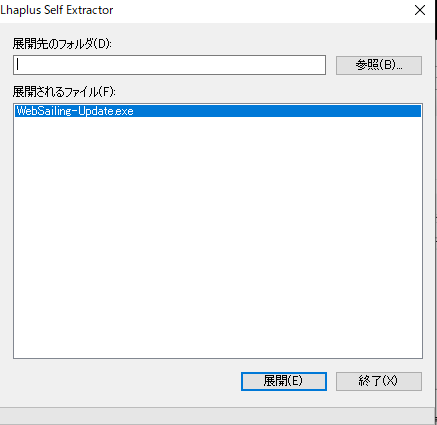 Lhaplus Self Extractor
展開先のフォルダ(D):
参照(B)...
展開されるファイル(F):
WebSailing-Update.exe
展開(E)
終了(X)